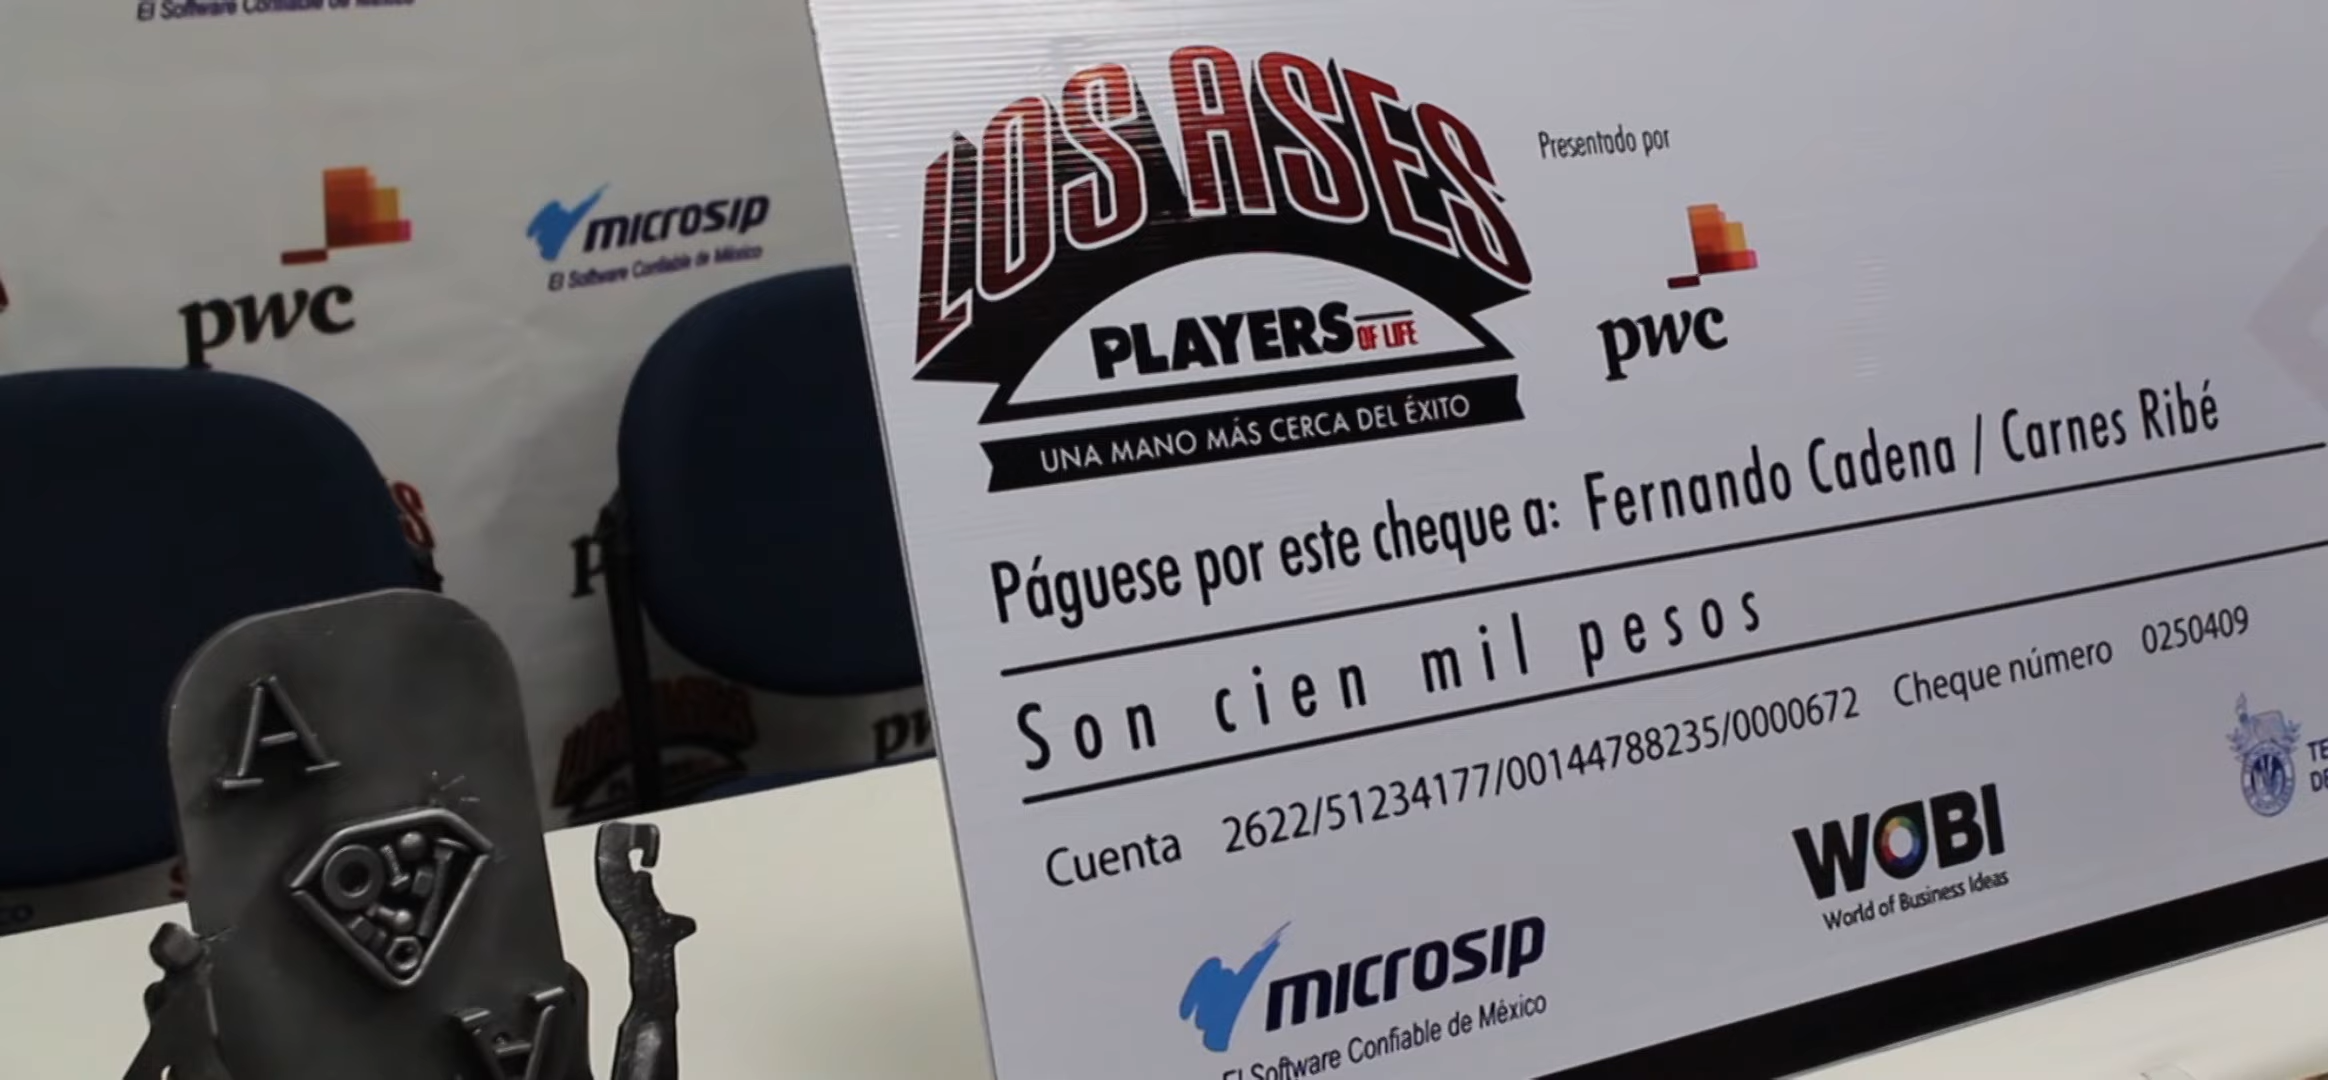 El Software Confiable de México
pwc
microsip
El Software Confiable de México
LOS ASES
PLAYERS OF LIFE
UNA MANO MÁS CERCA DEL ÉXITO
Presentado por
pwc
Páguese por este cheque a: Fernando Cadena / Carnes Ribé
Son cien mil pesos
Cuenta 2622/51234177/00144788235/0000672 Cheque número 0250409
microsip
El Software Confiable de México
WOBI
World of Business Ideas
A
A